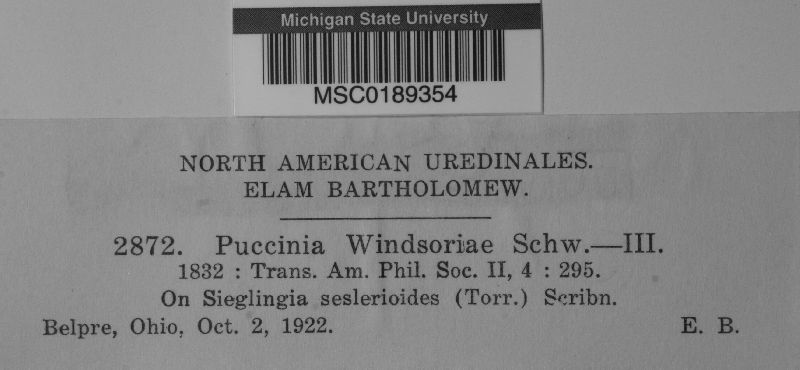 Michigan State University
MSC0189354
NORTH AMERICAN UREDINALES.
ELAM BARTHOLOMEW.
2872. Puccinia Windsoriae Schw.—III.
1832 : Trans. Am. Phil. Soc. II, 4 : 295.
On Sieglingia seslerioides (Torr.) Scribn.
Belpre, Ohio, Oct. 2, 1922. E. B.